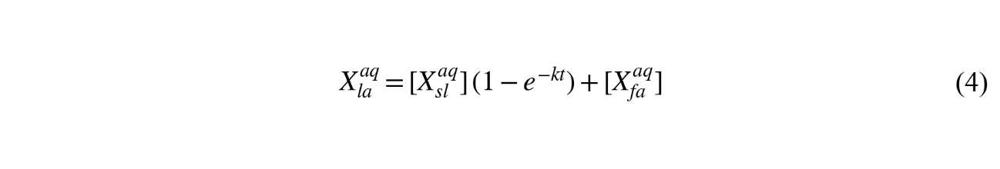 $X_{la}^{aq} = [X_{sl}^{aq}](1 - e^{-kt}) + [X_{fa}^{aq}]$ (4)